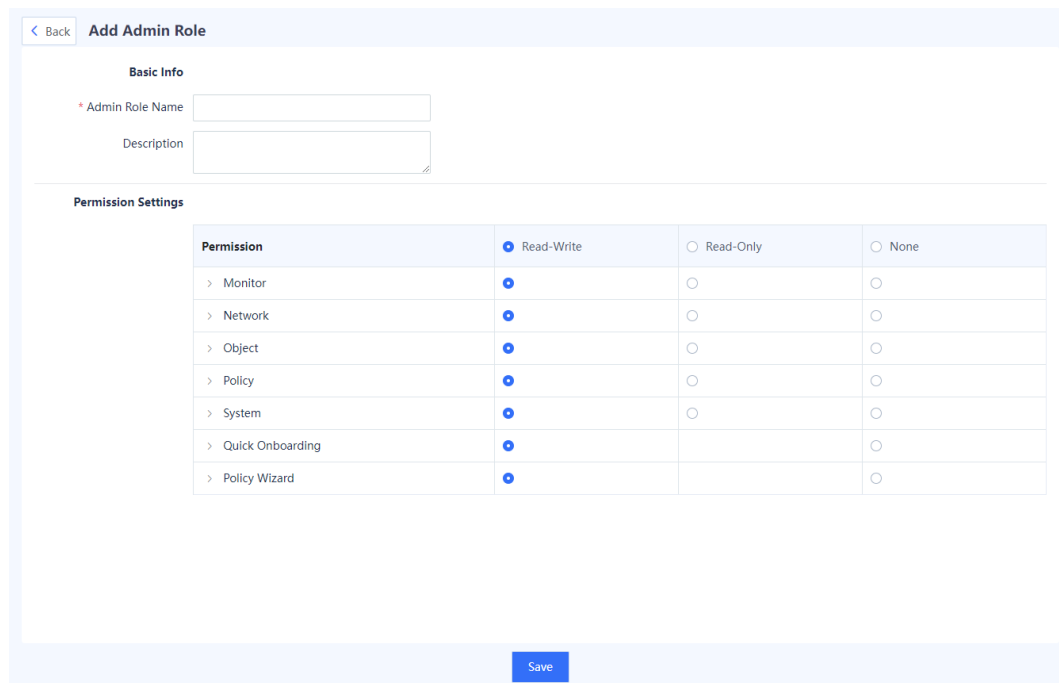 Back Add Admin Role
Basic Info
* Admin Role Name
Description
Permission Settings
Permission Read-Write Read-Only None
Monitor
Network
Object
Policy
System
Quick Onboarding
Policy Wizard
Save